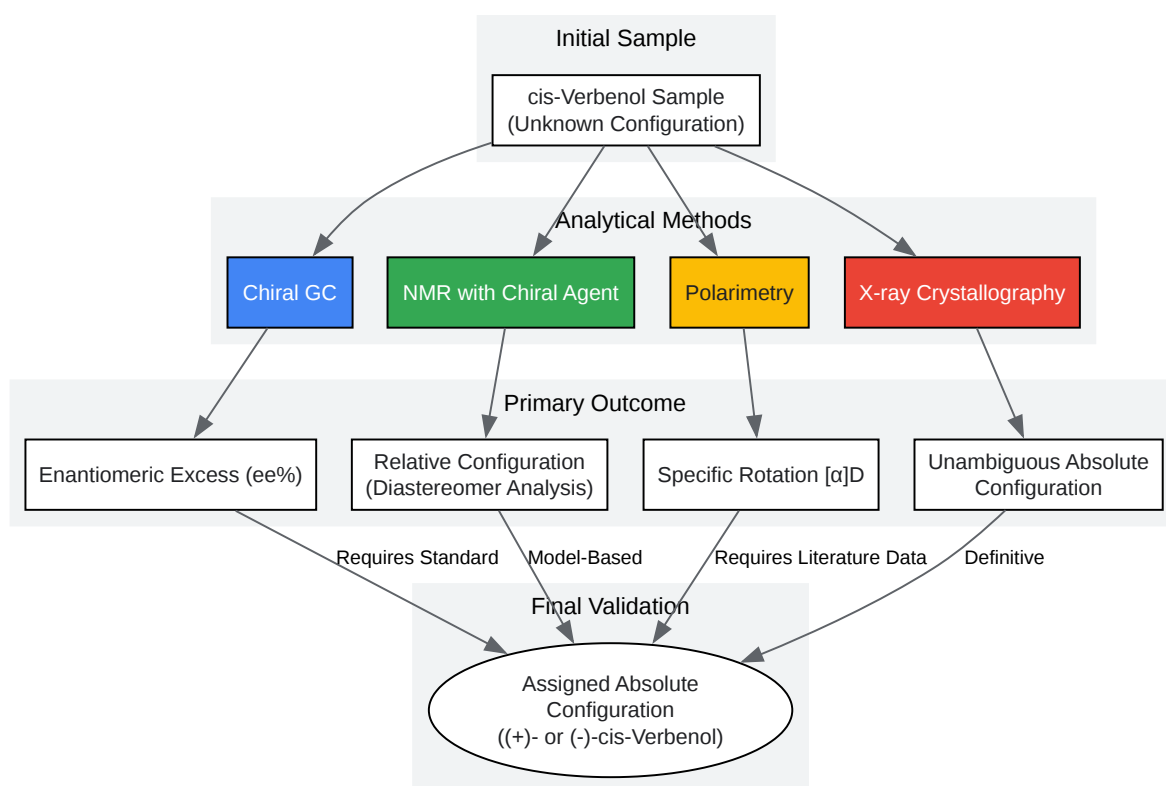 Initial Sample
cis-Verbenol Sample
(Unknown Configuration)
Analytical Methods
Chiral GC
NMR with Chiral Agent
Polarimetry
X-ray Crystallography
Primary Outcome
Enantiomeric Excess (ee%)
Relative Configuration
(Diastereomer Analysis)
Specific Rotation [α]D
Unambiguous Absolute
Configuration
Requires Standard
Model-Based
Requires Literature Data
Definitive
Final Validation
Assigned Absolute
Configuration
((+)- or (-)-cis-Verbenol)